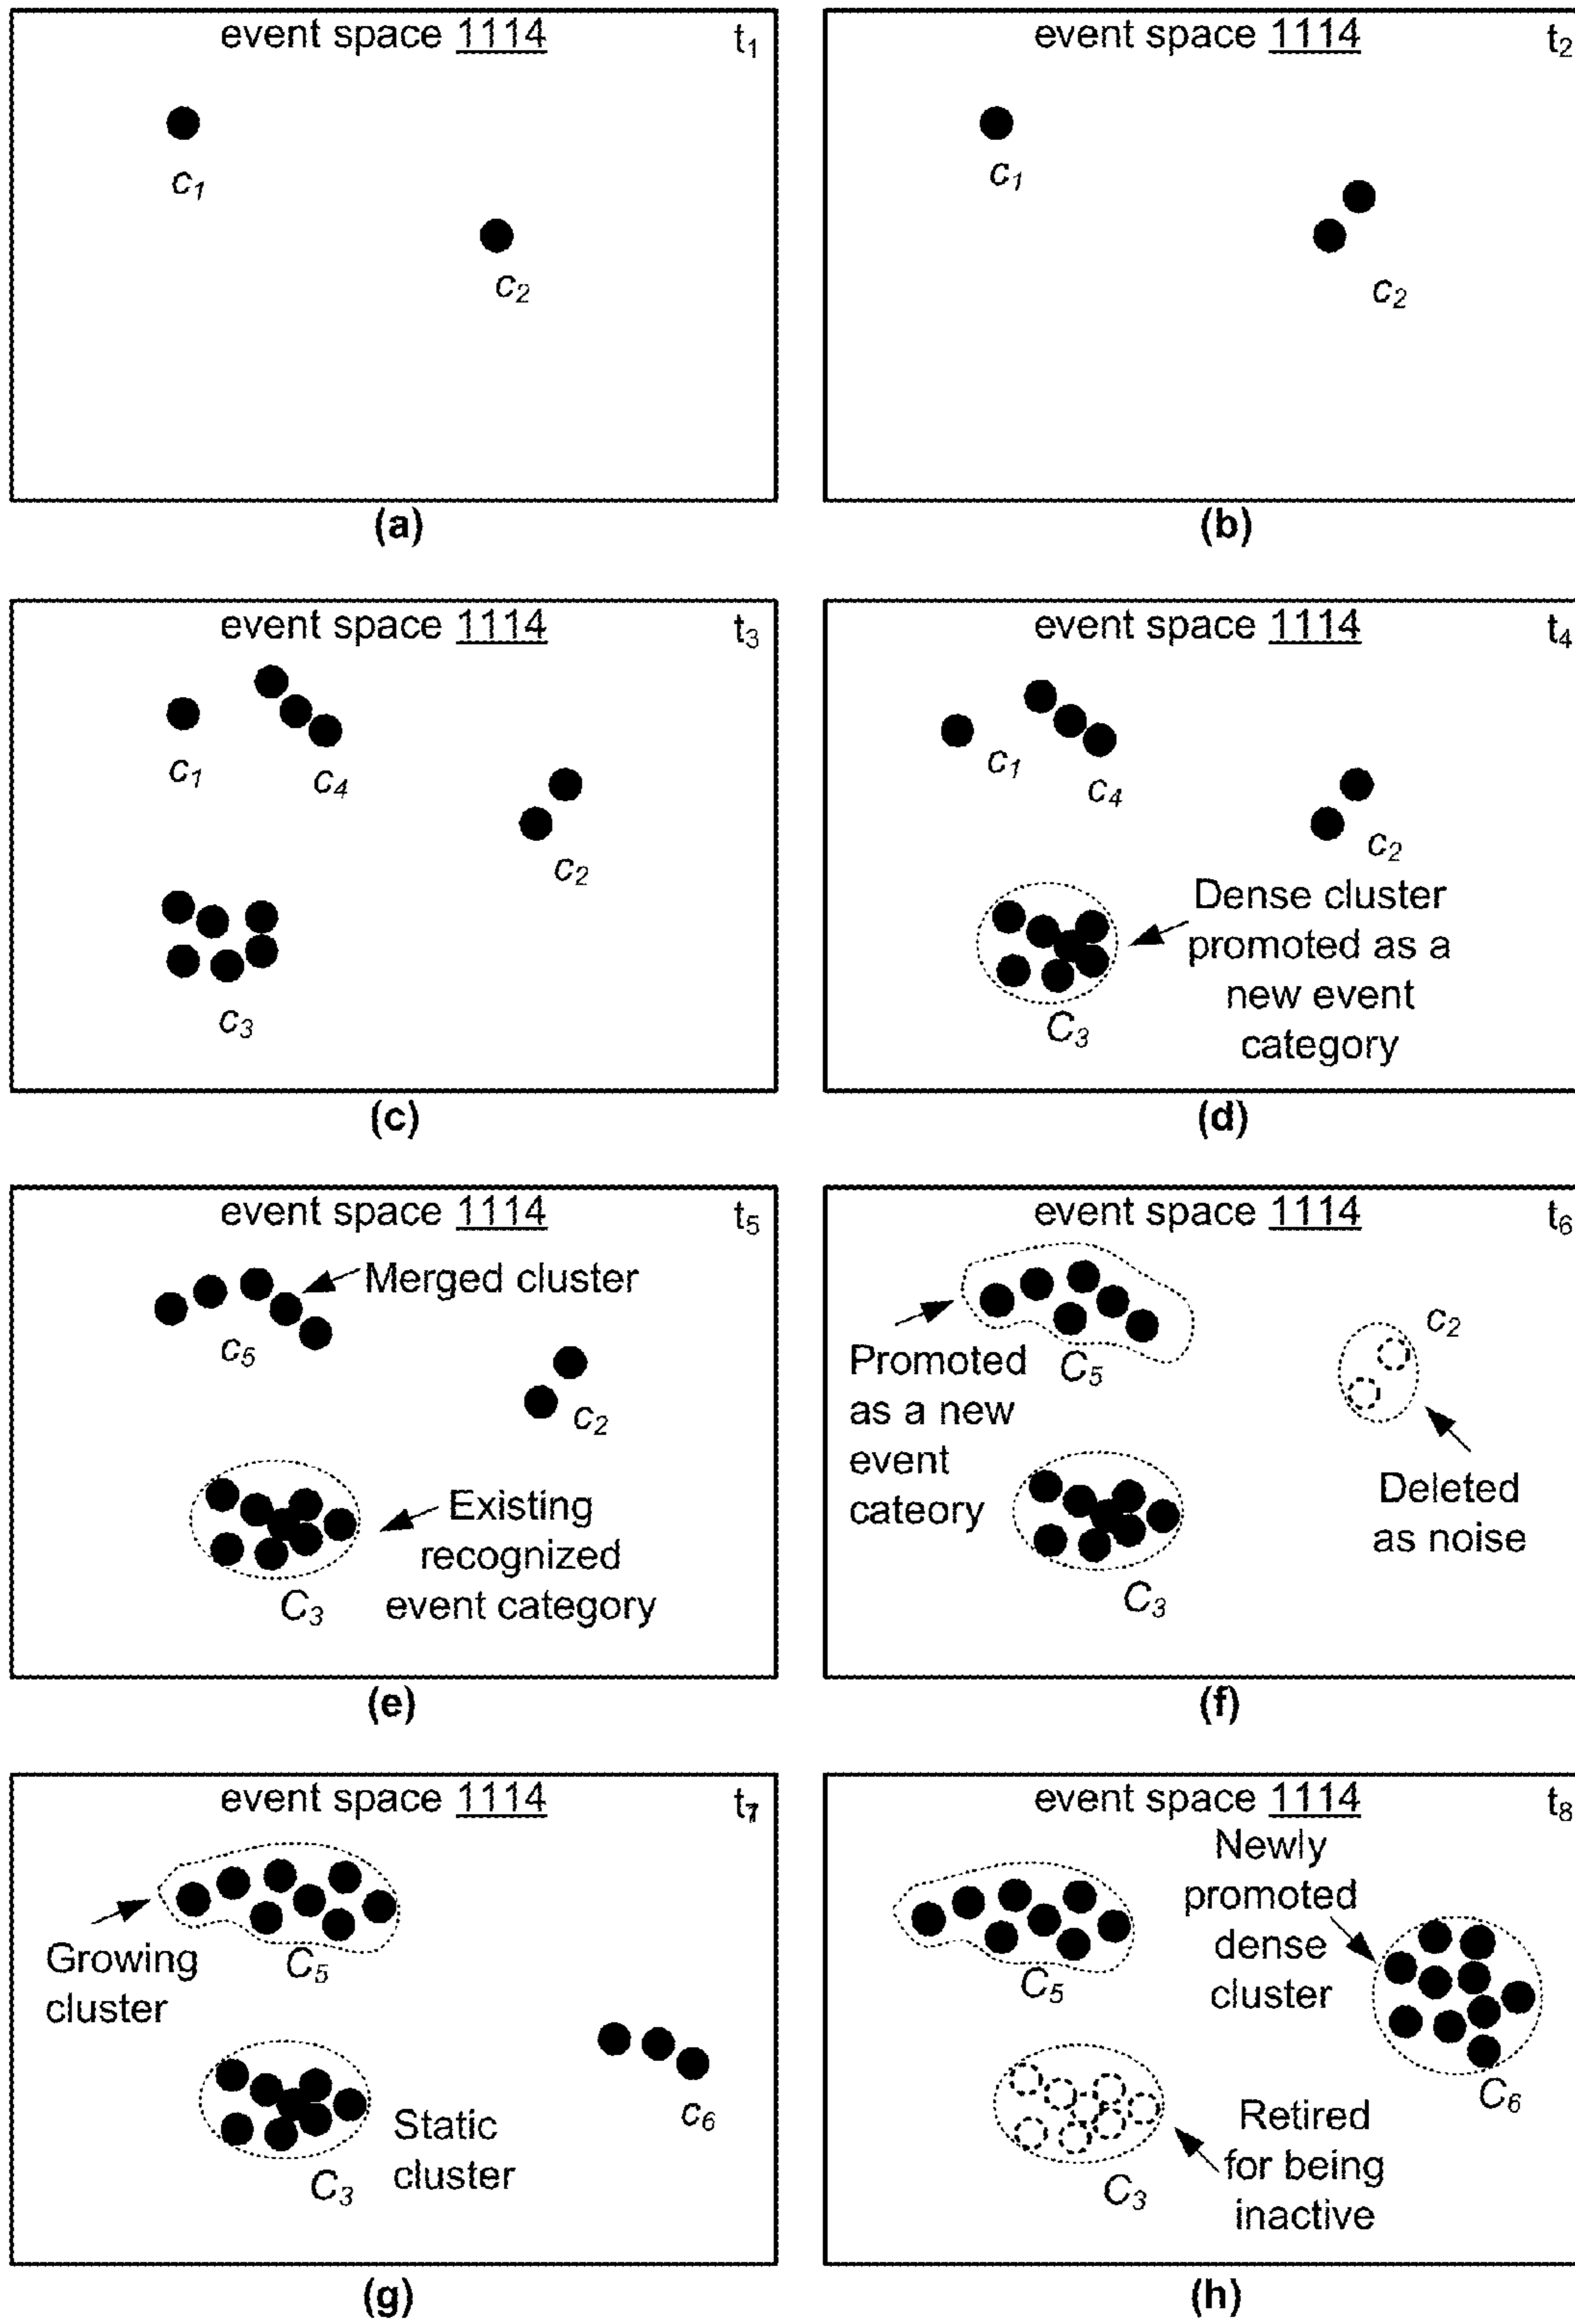 event space 1114 t1
c1
c2
(a)
event space 1114 t2
c1
c2
(b)
event space 1114 t3
c1
c4
c2
c3
(c)
event space 1114 t4
c1
c4
c2
Dense cluster
promoted as a
new event
category
C3
(d)
event space 1114 t5
Merged cluster
c5
c2
Existing
recognized
event category
C3
(e)
event space 1114 t6
c2
Promoted
as a new
event
cateory
C5
Deleted
as noise
C3
(f)
event space 1114 t7
Growing
cluster
C5
c6
Static
cluster
C3
(g)
event space 1114 t8
Newly
promoted
dense
cluster
C5
C6
Retired
for being
inactive
C3
(h)